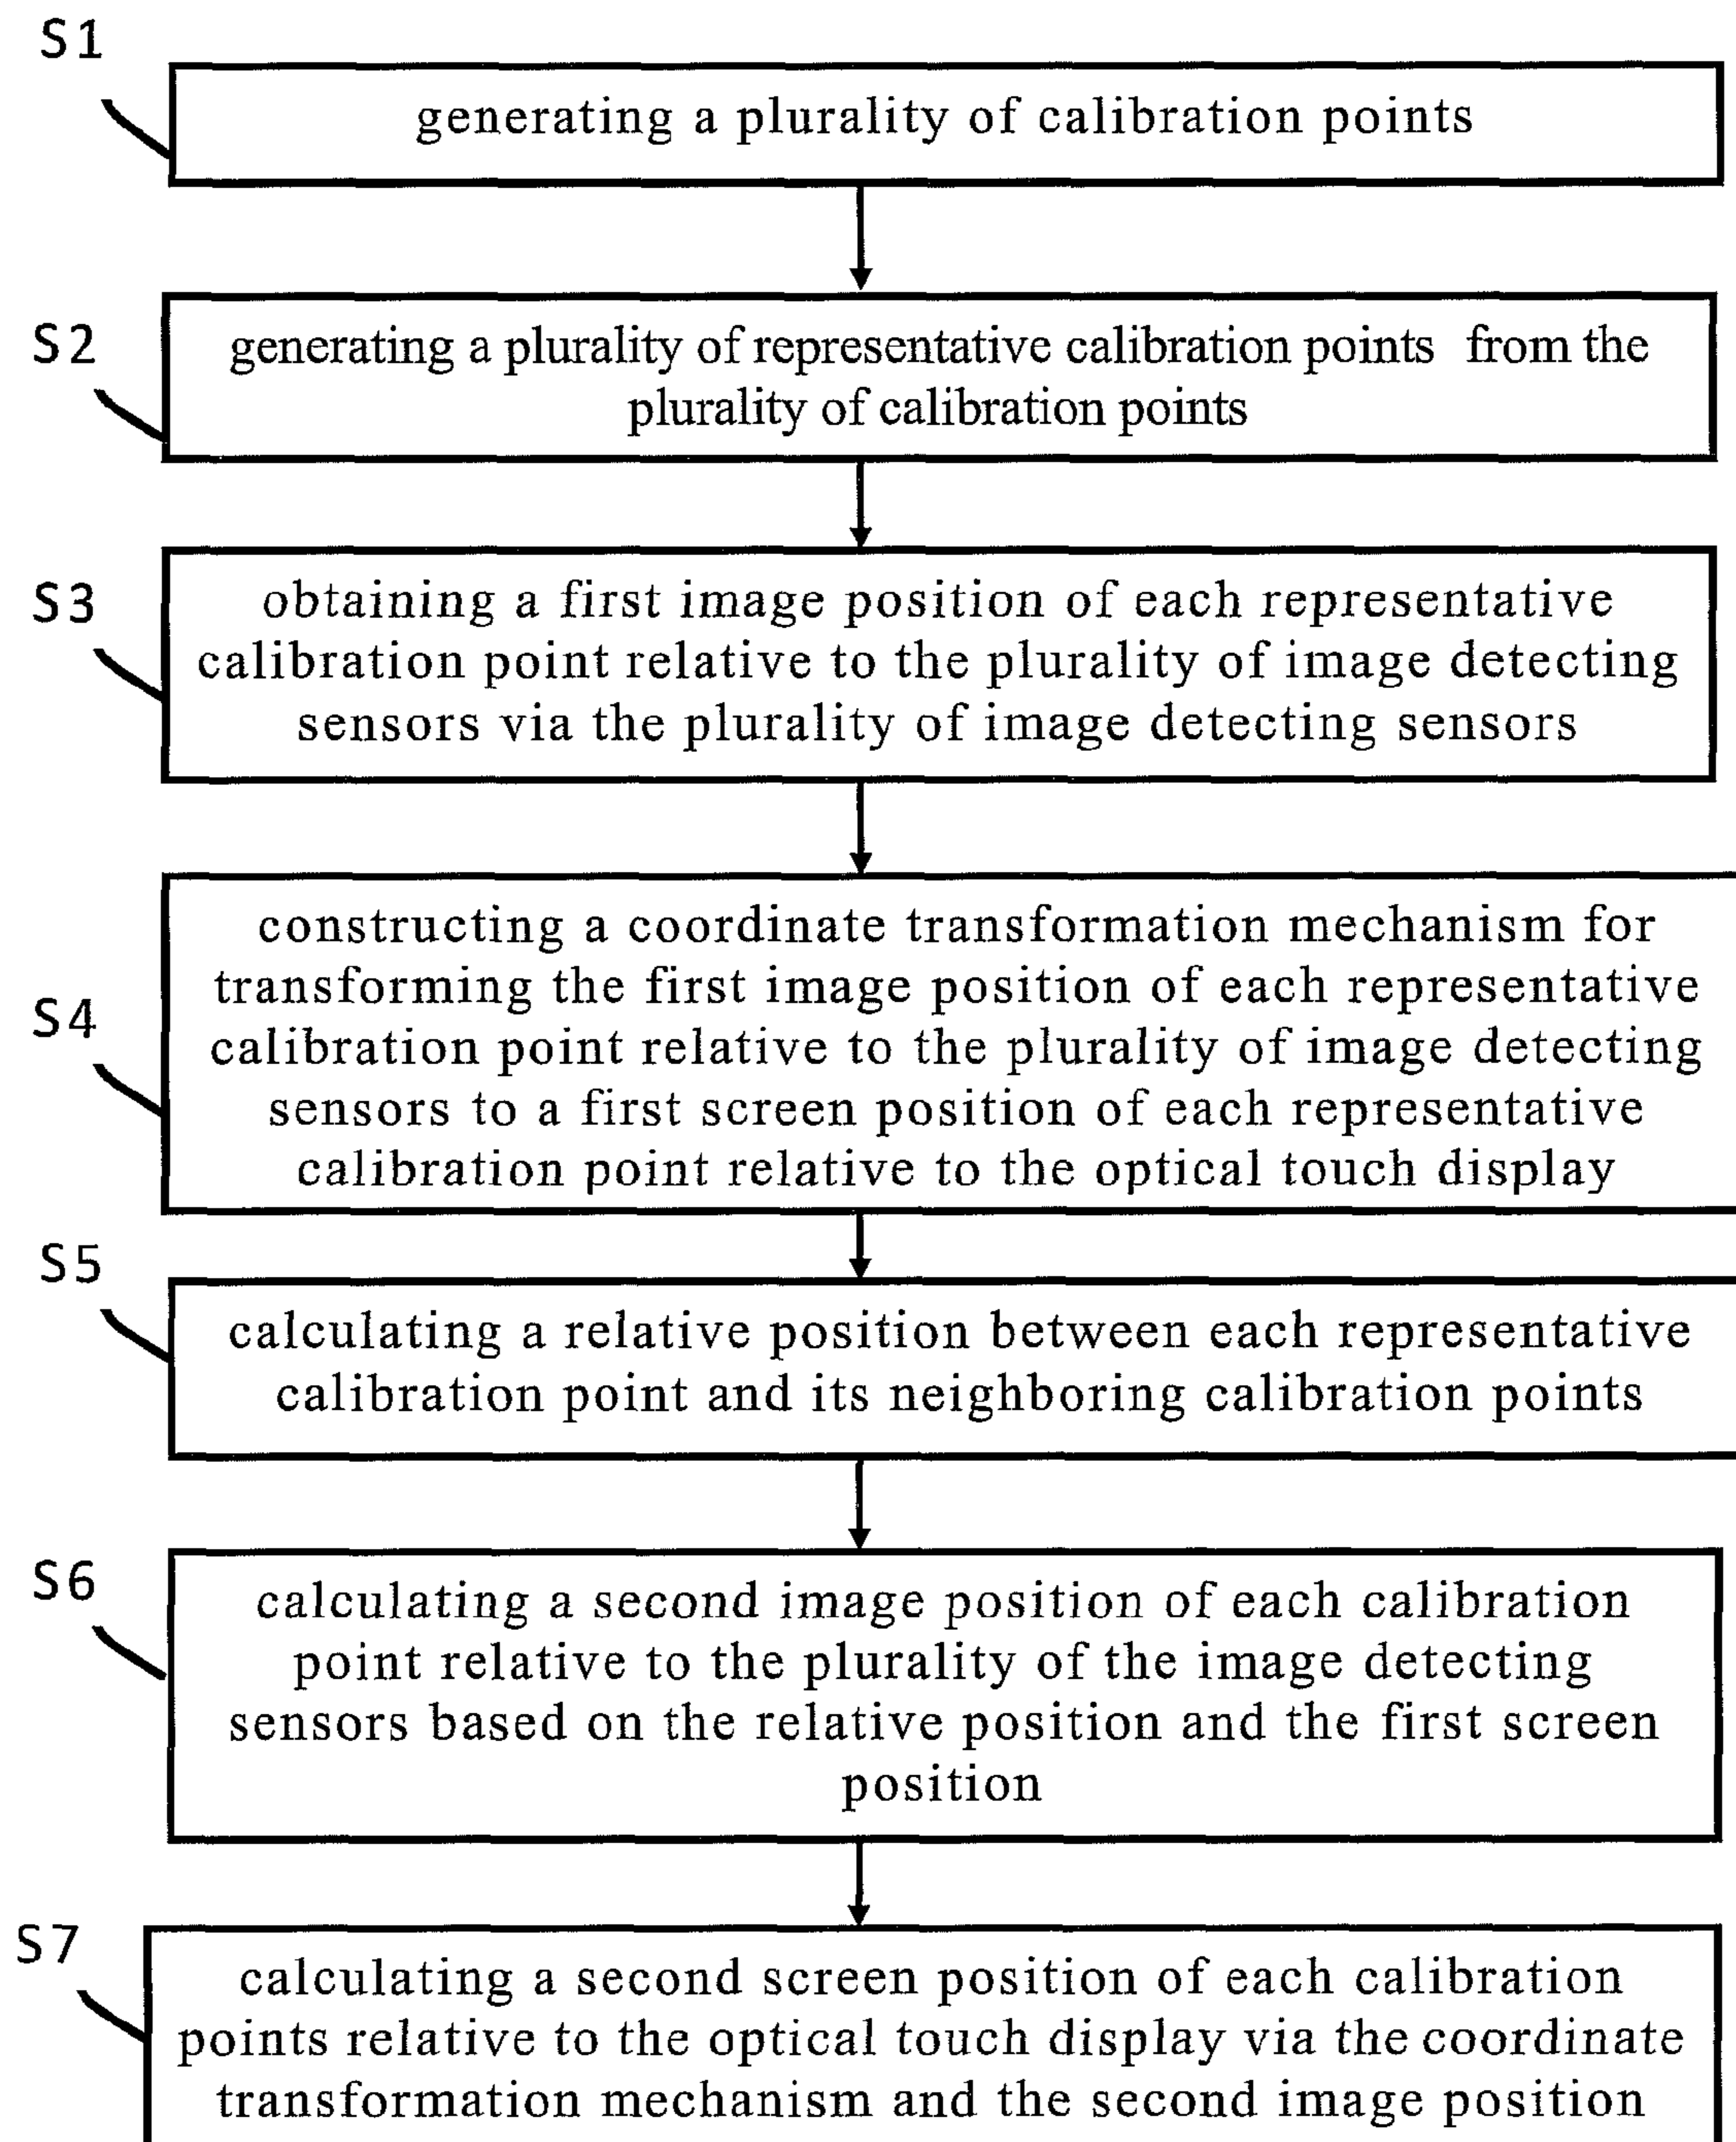 S1
generating a plurality of calibration points
S2
generating a plurality of representative calibration points from the
plurality of calibration points
S3
obtaining a first image position of each representative
calibration point relative to the plurality of image detecting
sensors via the plurality of image detecting sensors
S4
constructing a coordinate transformation mechanism for
transforming the first image position of each representative
calibration point relative to the plurality of image detecting
sensors to a first screen position of each representative
calibration point relative to the optical touch display
S5
calculating a relative position between each representative
calibration point and its neighboring calibration points
S6
calculating a second image position of each calibration
point relative to the plurality of the image detecting
sensors based on the relative position and the first screen
position
S7
calculating a second screen position of each calibration
points relative to the optical touch display via the coordinate
transformation mechanism and the second image position